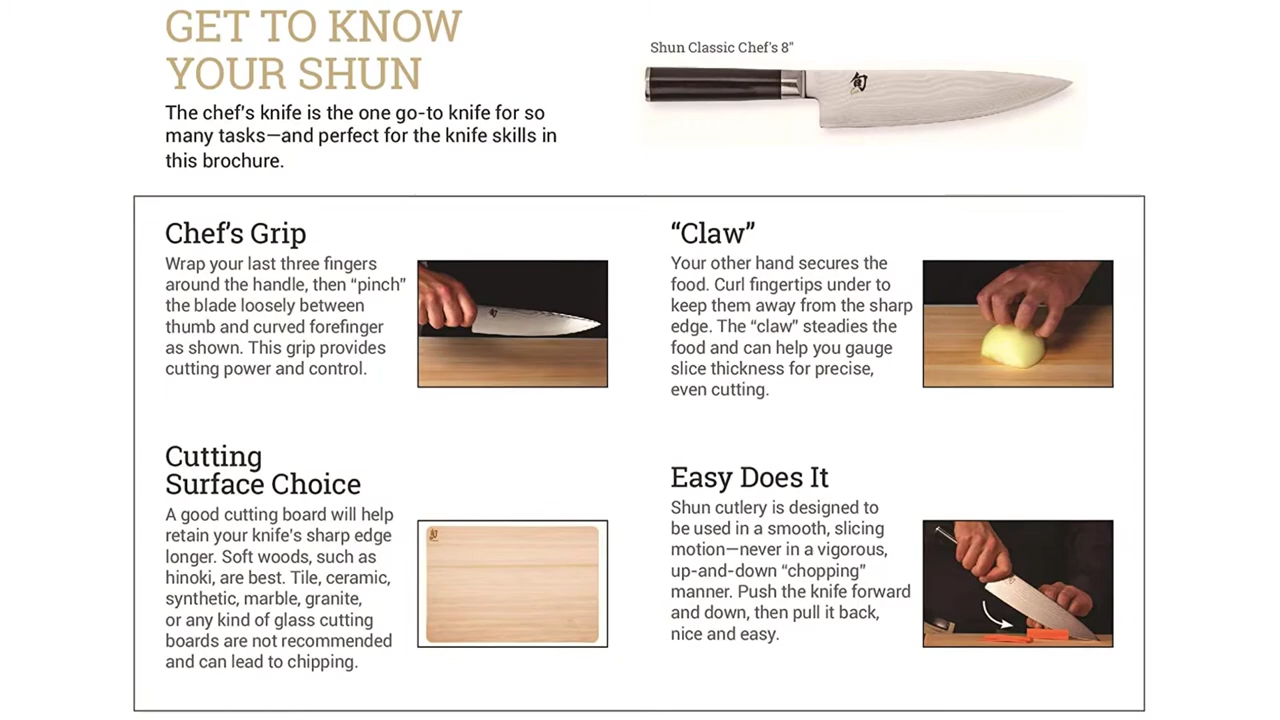 GET TO KNOW
YOUR SHUN
The chef's knife is the one go-to knife for so
many tasks—and perfect for the knife skills in
this brochure.
Shun Classic Chef's 8"
旬
Chef's Grip
Wrap your last three fingers
around the handle, then “pinch”
the blade loosely between
thumb and curved forefinger
as shown. This grip provides
cutting power and control.
“Claw”
Your other hand secures the
food. Curl fingertips under to
keep them away from the sharp
edge. The “claw” steadies the
food and can help you gauge
slice thickness for precise,
even cutting.
Cutting
Surface Choice
A good cutting board will help
retain your knife's sharp edge
longer. Soft woods, such as
hinoki, are best. Tile, ceramic,
synthetic, marble, granite,
or any kind of glass cutting
boards are not recommended
and can lead to chipping.
Easy Does It
Shun cutlery is designed to
be used in a smooth, slicing
motion—never in a vigorous,
up-and-down “chopping”
manner. Push the knife forward
and down, then pull it back,
nice and easy.